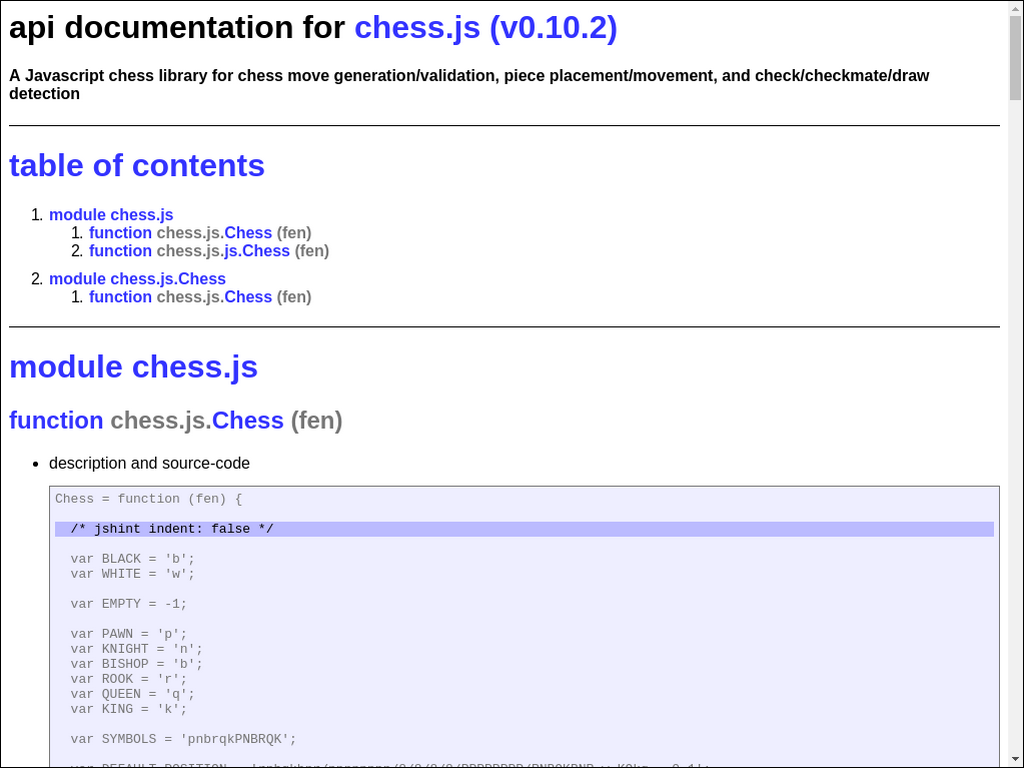 api documentation for chess.js (v0.10.2)
A Javascript chess library for chess move generation/validation, piece placement/movement, and check/checkmate/draw
detection
table of contents
1. module chess.js
1. function chess.js.Chess (fen)
2. function chess.js.js.Chess (fen)
2. module chess.js.Chess
1. function chess.js.Chess (fen)
module chess.js
function chess.js.Chess (fen)
• description and source-code
Chess = function (fen) {
/* jshint indent: false */
var BLACK = 'b';
var WHITE = 'w';
var EMPTY = -1;
var PAWN = 'p';
var KNIGHT = 'n';
var BISHOP = 'b';
var ROOK = 'r';
var QUEEN = 'q';
var KING = 'k';
var SYMBOLS = 'pnbrqkPNBRQK';